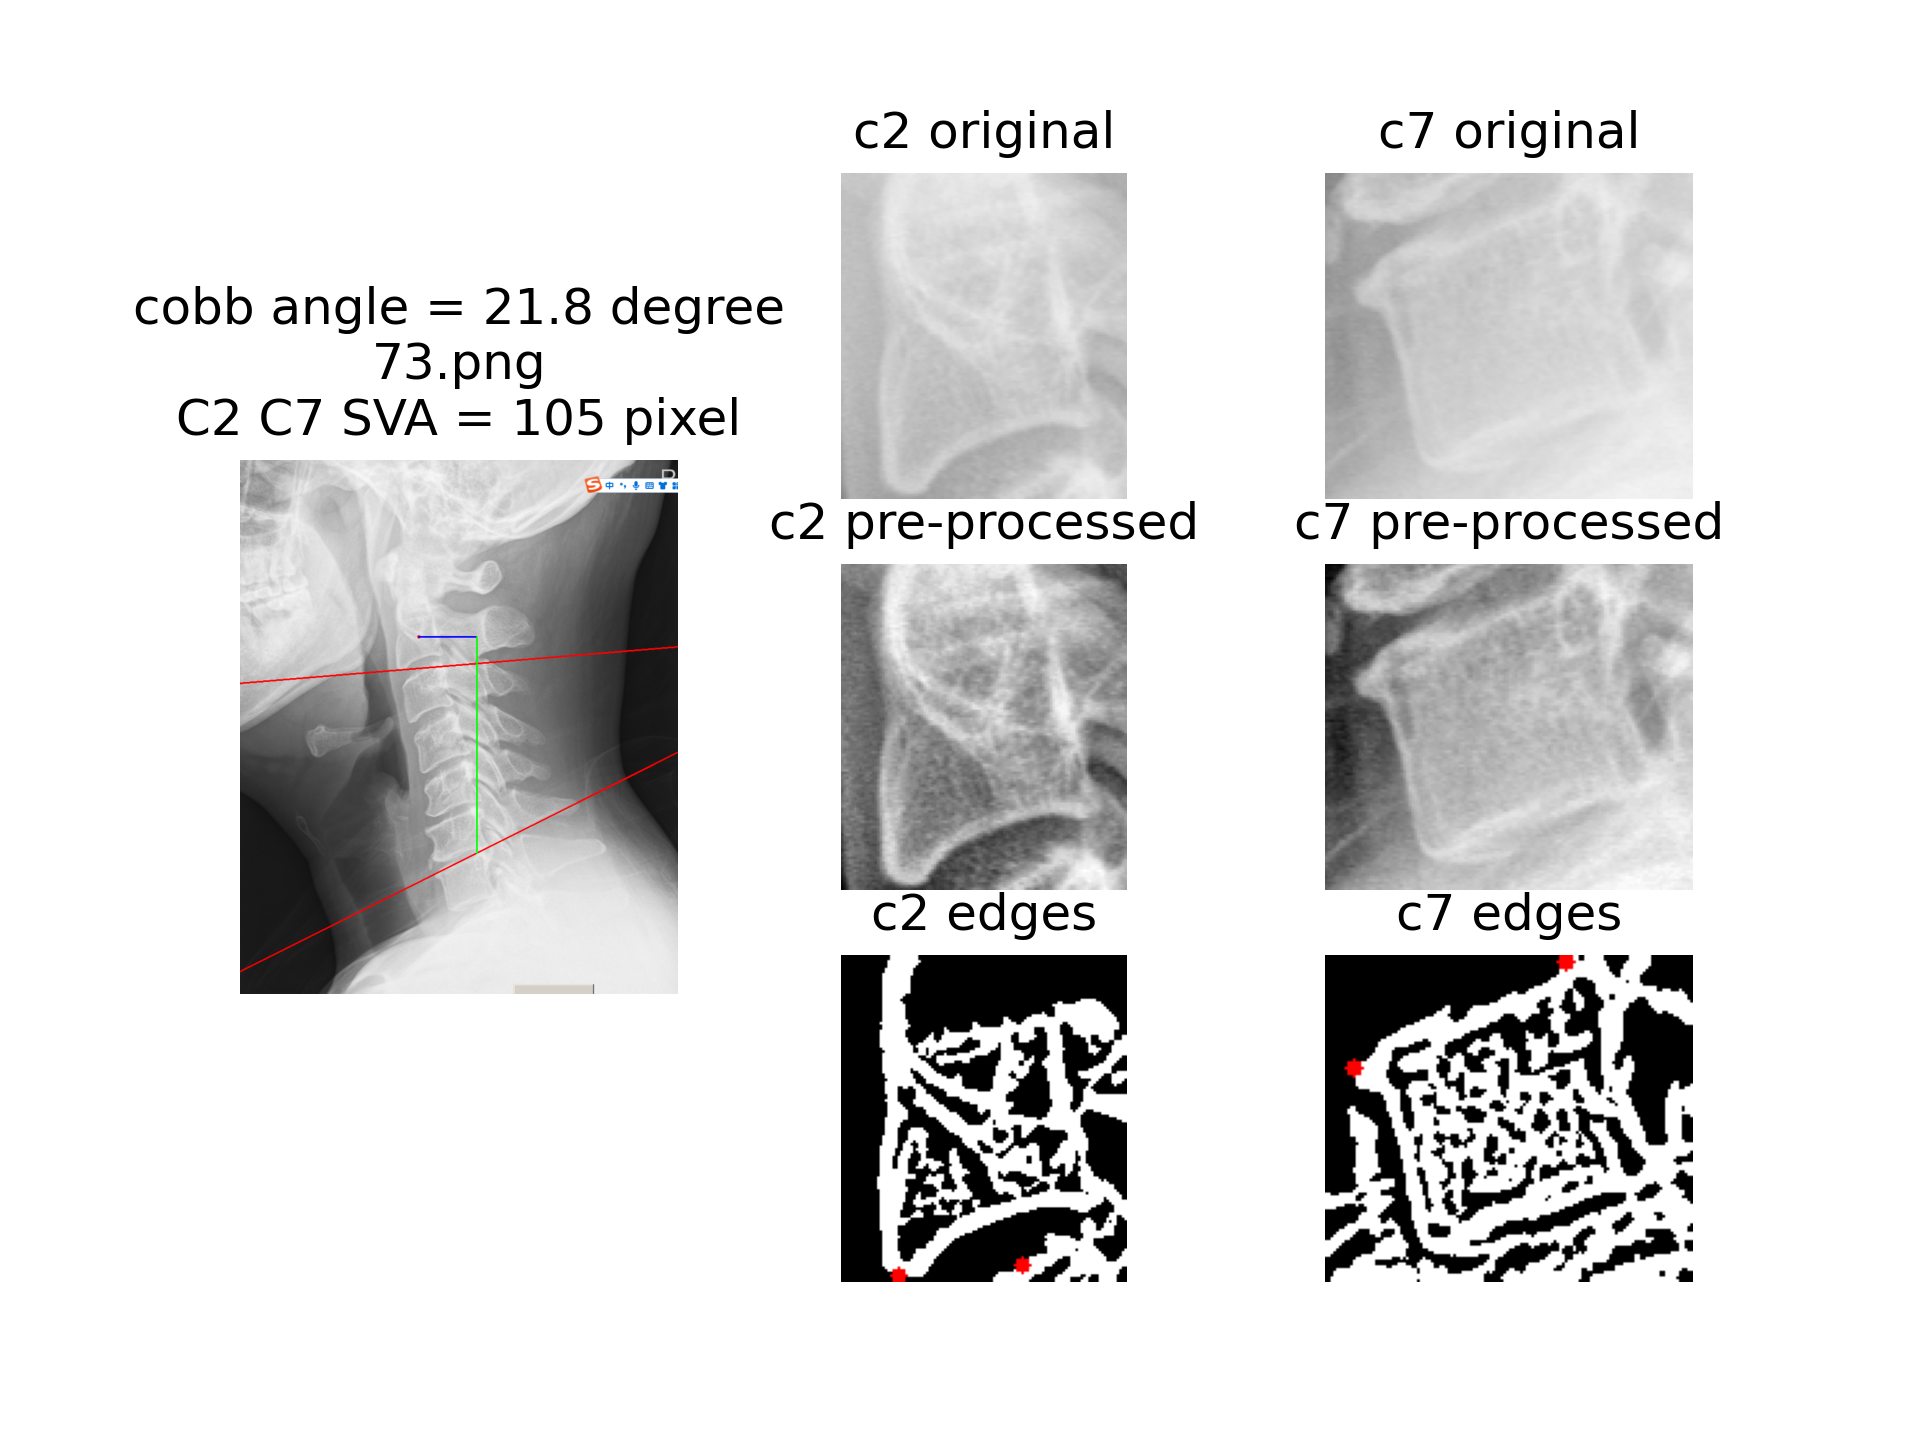 cobb angle = 21.8 degree
73.png
C2 C7 SVA = 105 pixel
中
c2 original
c7 original
c2 pre-processed
c7 pre-processed
c2 edges
c7 edges